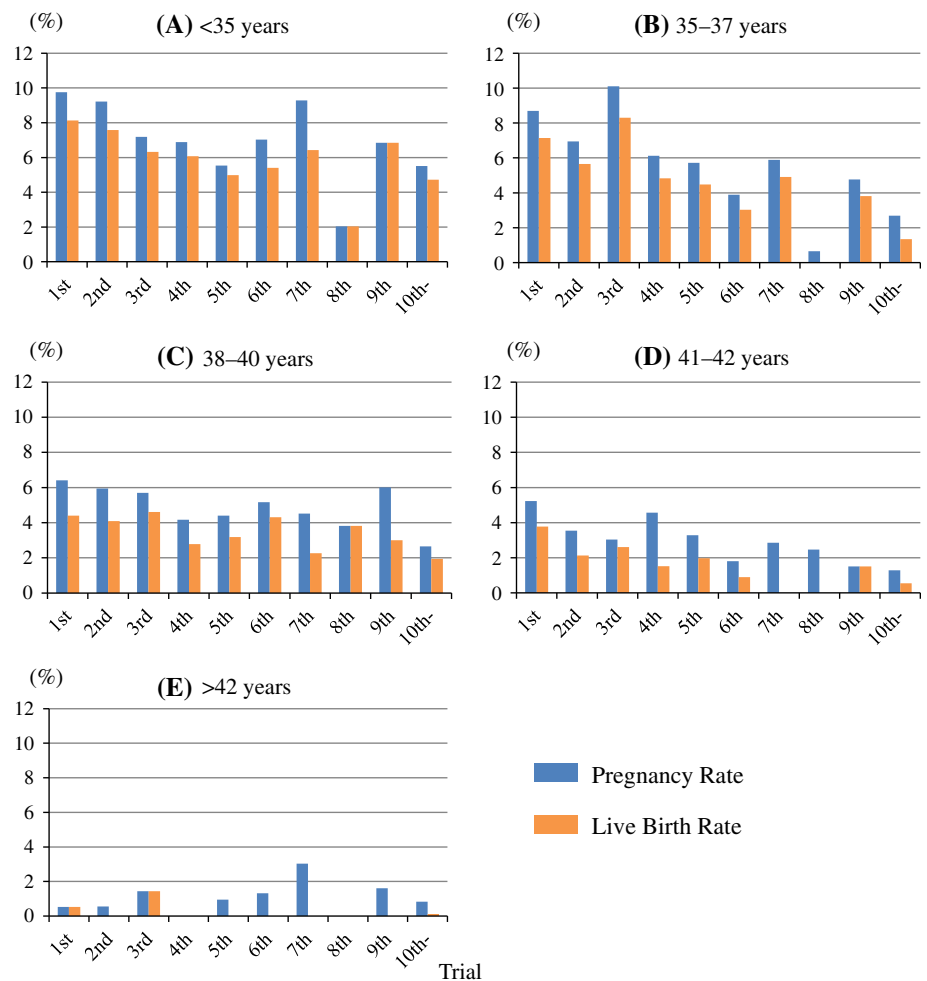 (%) (A) <35 years
12
10
8
6
4
2
0
1st 2nd 3rd 4th 5th 6th 7th 8th 9th 10th-
(%) (B) 35–37 years
12
10
8
6
4
2
0
1st 2nd 3rd 4th 5th 6th 7th 8th 9th 10th-
(%) (C) 38–40 years
12
10
8
6
4
2
0
1st 2nd 3rd 4th 5th 6th 7th 8th 9th 10th-
(%) (D) 41–42 years
12
10
8
6
4
2
0
1st 2nd 3rd 4th 5th 6th 7th 8th 9th 10th-
(%) (E) >42 years
12
10
8
6
4
2
0
1st 2nd 3rd 4th 5th 6th 7th 8th 9th 10th-
Trial
Pregnancy Rate
Live Birth Rate